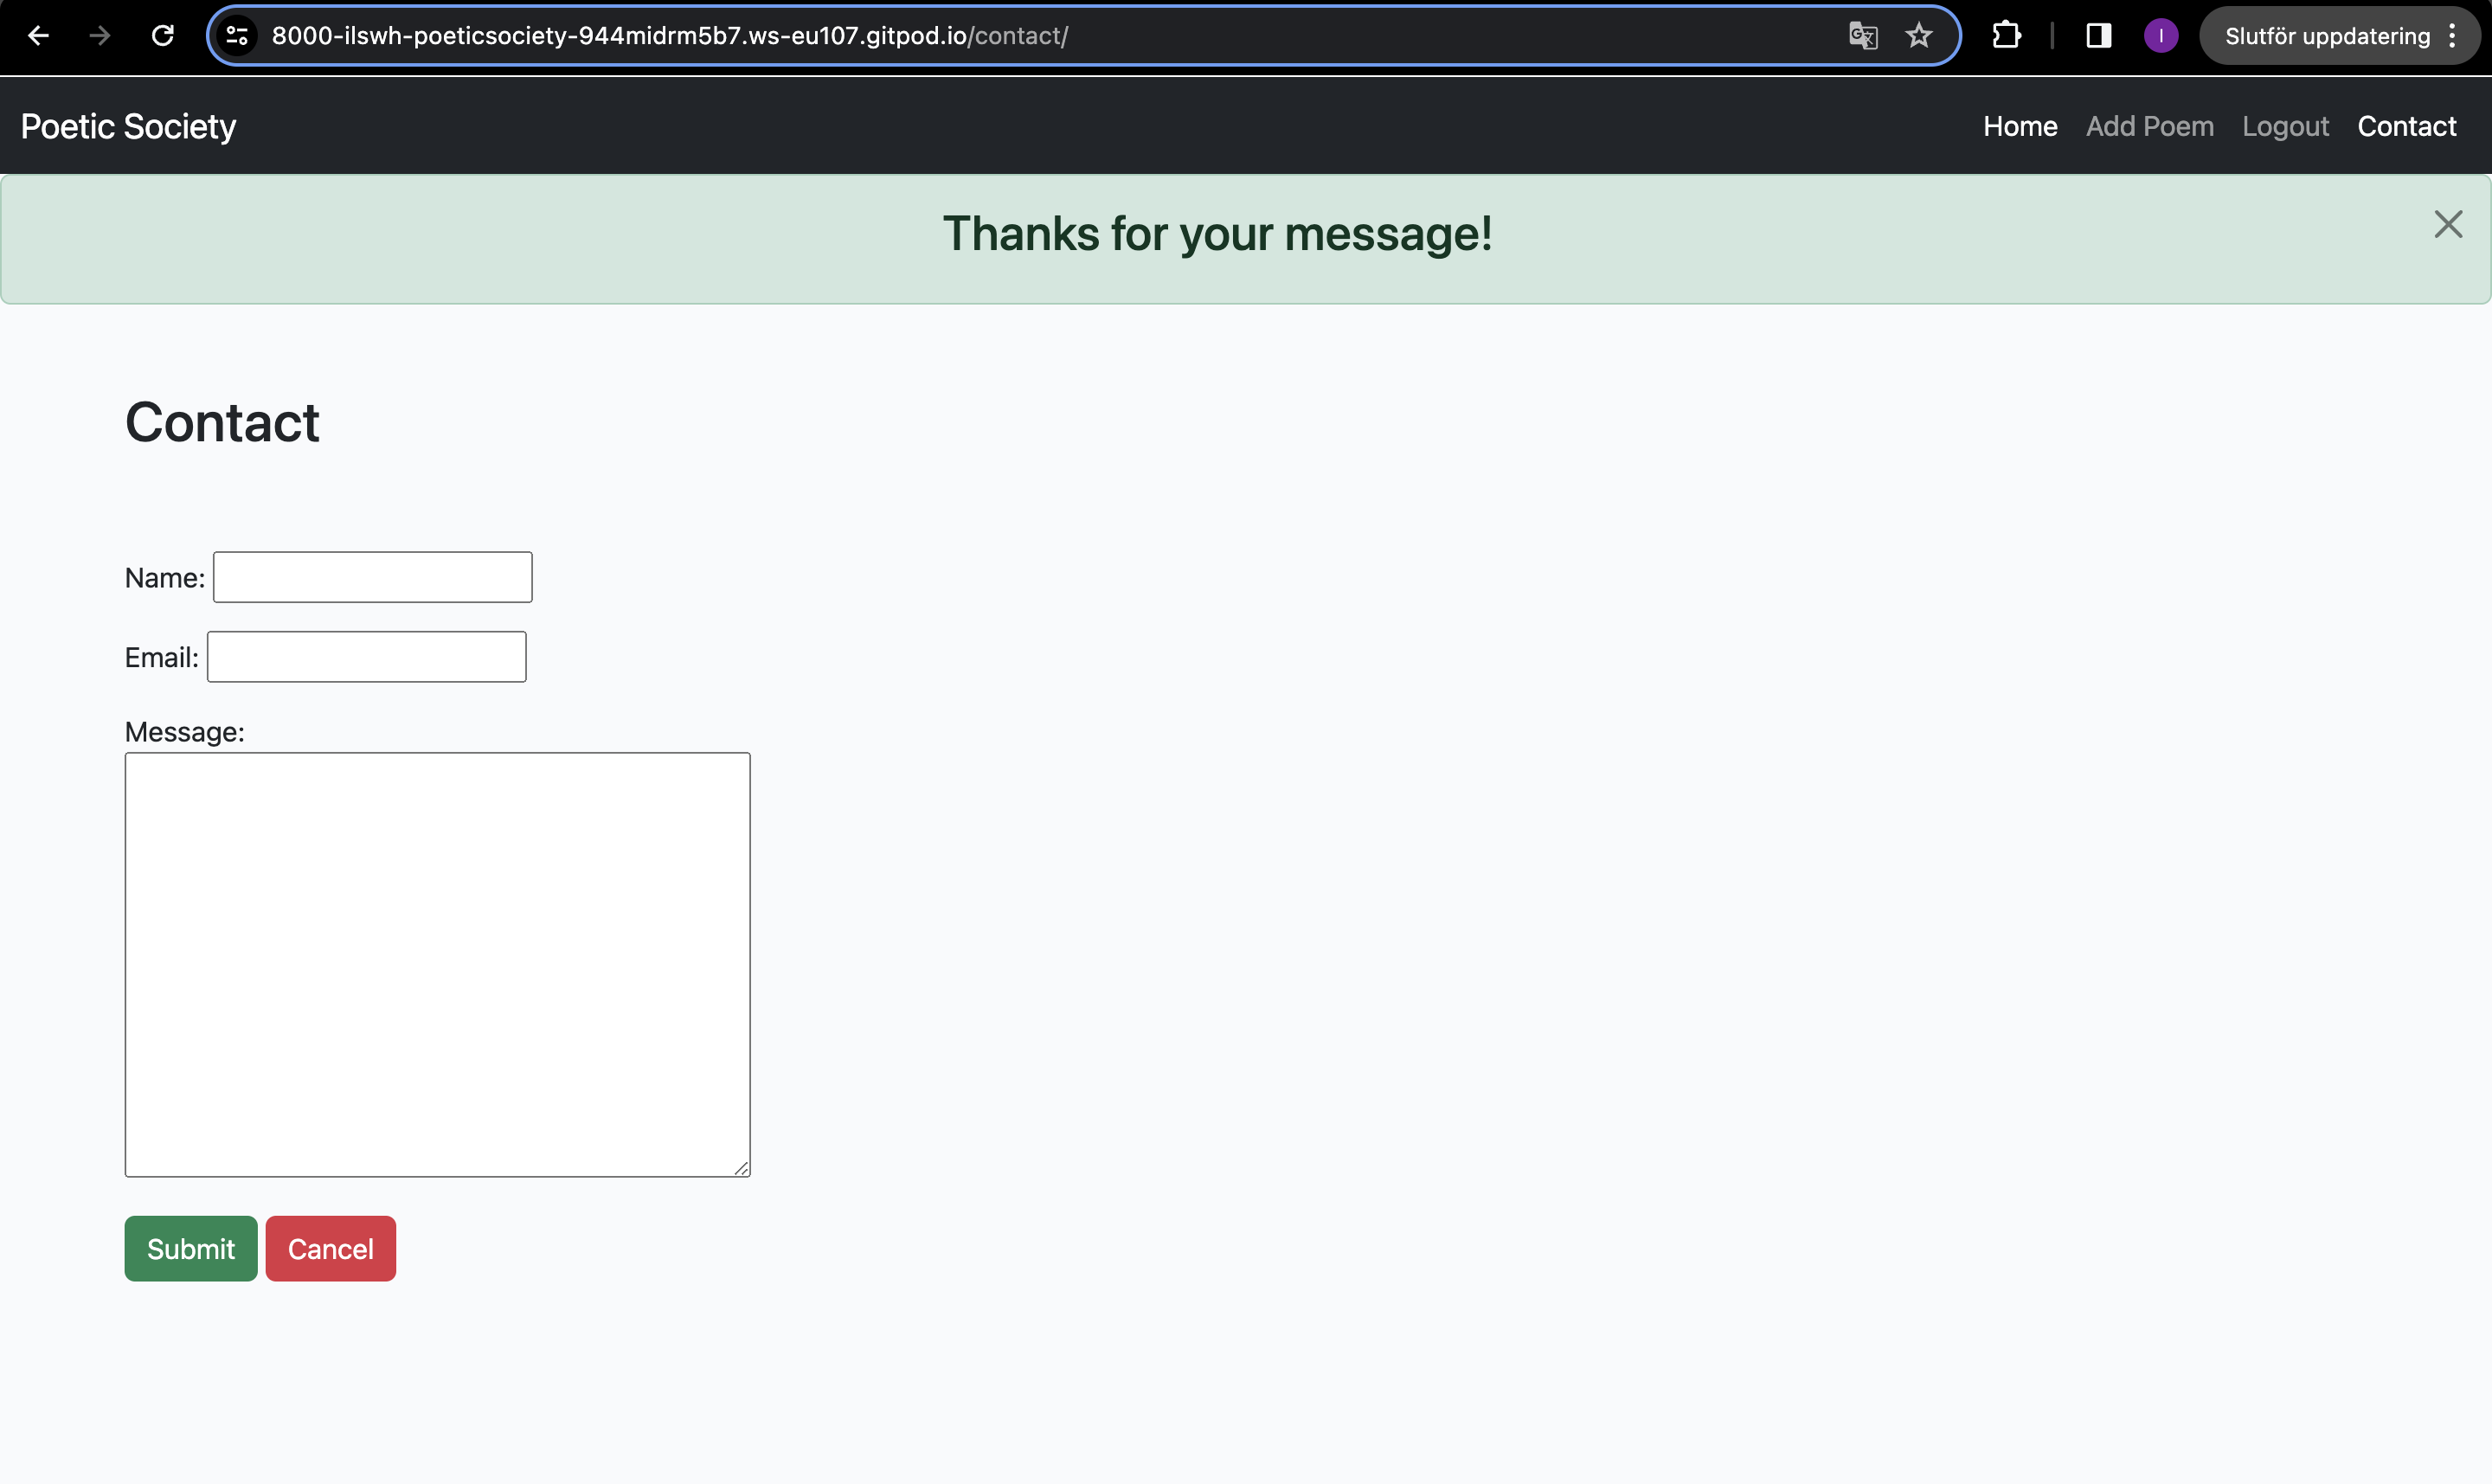 8000-ilswh-poeticsociety-944midrm5b7.ws-eu107.gitpod.io/contact/
I
Slutför uppdatering
Poetic Society
Home Add Poem Logout Contact
Thanks for your message!
Contact
Name:
Email:
Message:
Submit Cancel